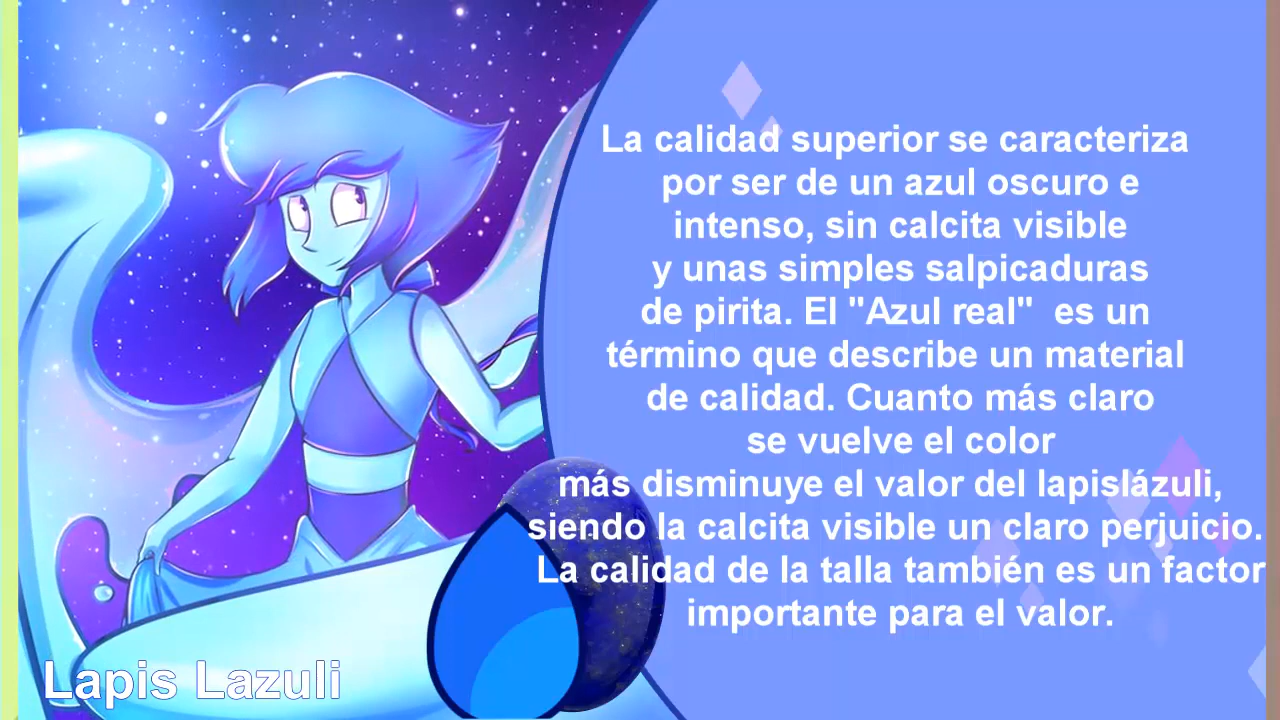 La calidad superior se caracteriza
por ser de un azul oscuro e
intenso, sin calcita visible
y unas simples salpicaduras
de pirita. El "Azul real"  es un
término que describe un material
de calidad. Cuanto más claro
se vuelve el color
más disminuye el valor del lapislázuli,
siendo la calcita visible un claro perjuicio.
La calidad de la talla también es un factor
importante para el valor.
Lapis Lazuli